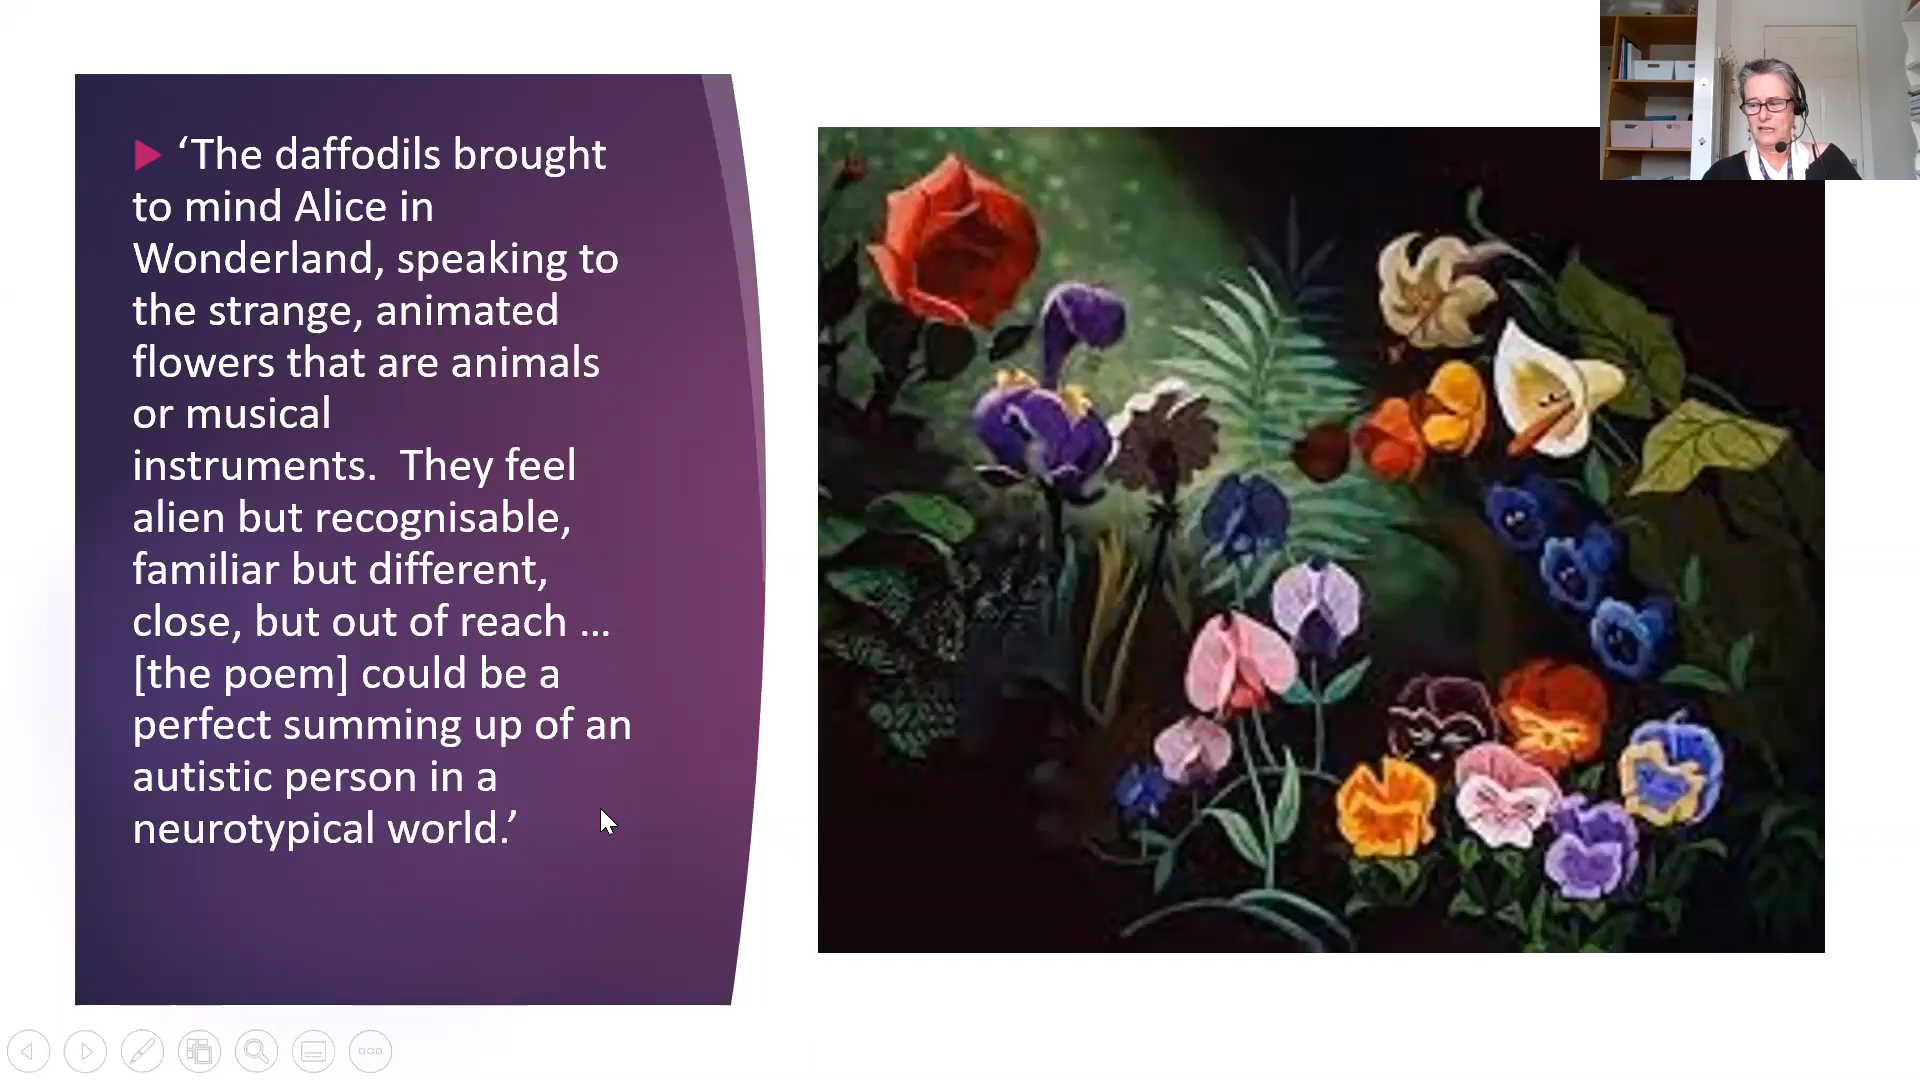 ‘The daffodils brought
to mind Alice in
Wonderland, speaking to
the strange, animated
flowers that are animals
or musical
instruments.  They feel
alien but recognisable,
familiar but different,
close, but out of reach …
[the poem] could be a
perfect summing up of an
autistic person in a
neurotypical world.’